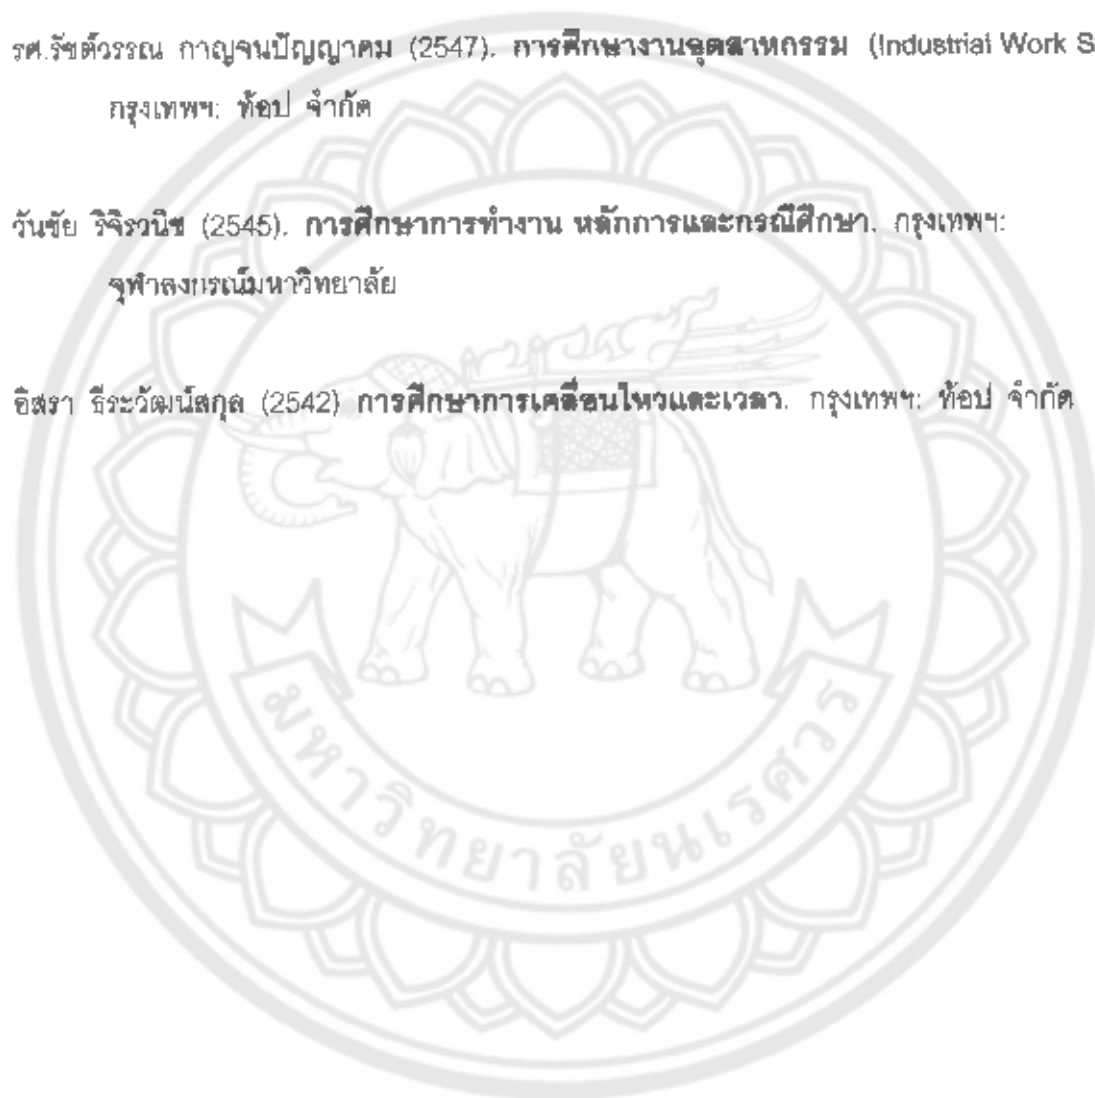 รศ.รัชต์วรรณ กาญจนปัญญาคม (2547). การศึกษางานอุตสาหกรรม (Industrial Work S
กรุงเทพฯ: ท้อป จำกัด
วันชัย ริจิรวนิช (2545). การศึกษาการทำงาน หลักการและกรณีศึกษา. กรุงเทพฯ:
จุฬาลงกรณ์มหาวิทยาลัย
อิสรา ธีระวัฒน์สกุล (2542) การศึกษาการเคลื่อนไหวและเวลา. กรุงเทพฯ: ท้อป จำกัด
มหาวิทยาลัยนเรศวร